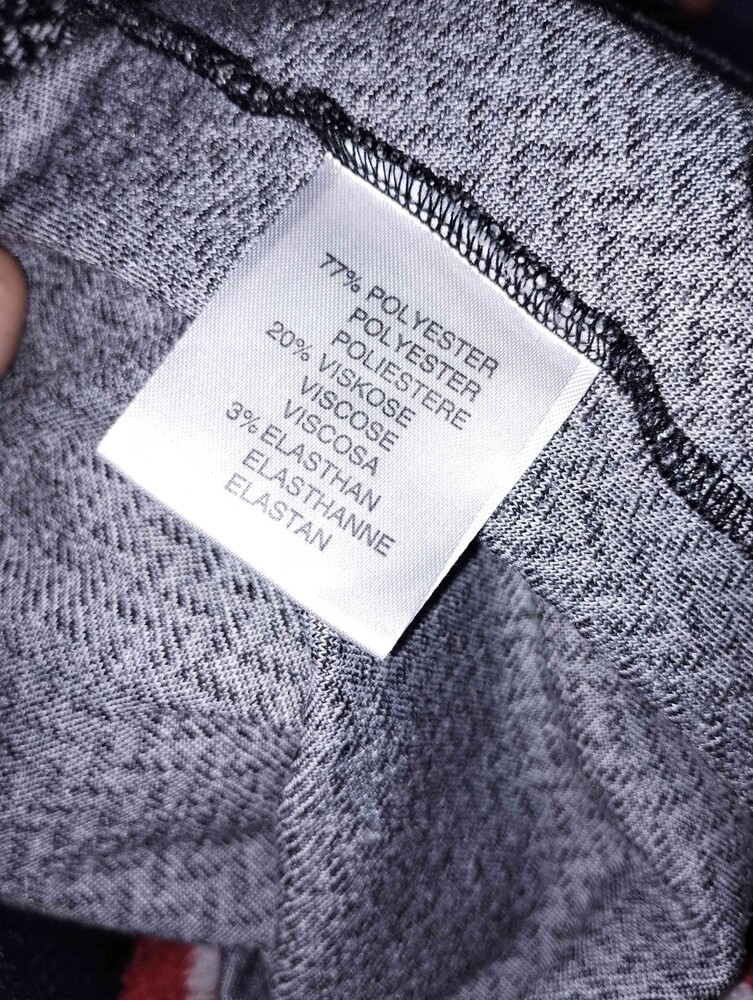 77% POLYESTER
POLYESTER
POLIESTERE
20% VISKOSE
VISCOSE
VISCOSA
3% ELASTHAN
ELASTHANNE
ELASTAN